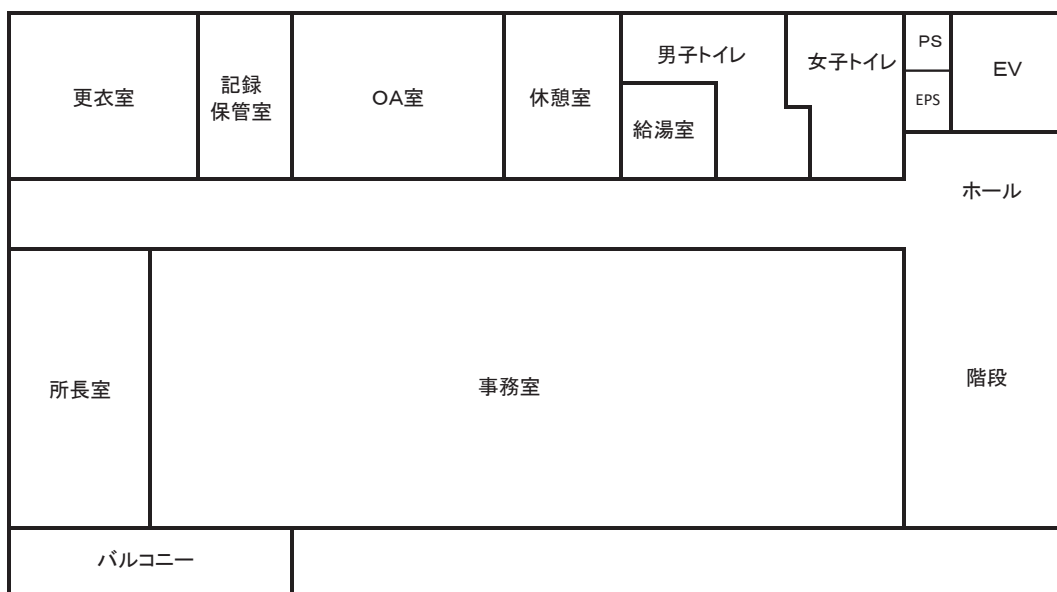 更衣室
記録
保管室
OA室
休憩室
男子トイレ
給湯室
女子トイレ
PS
EPS
EV
ホール
所長室
事務室
階段
バルコニー